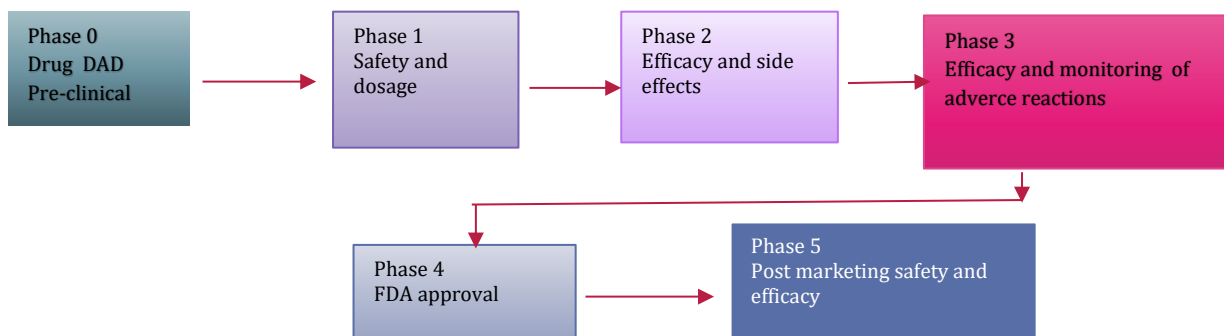 Phase 0
Drug DAD
Pre-clinical
Phase 1
Safety and
dosage
Phase 2
Efficacy and side
effects
Phase 3
Efficacy and monitoring of
adverce reactions
Phase 4
FDA approval
Phase 5
Post marketing safety and
efficacy